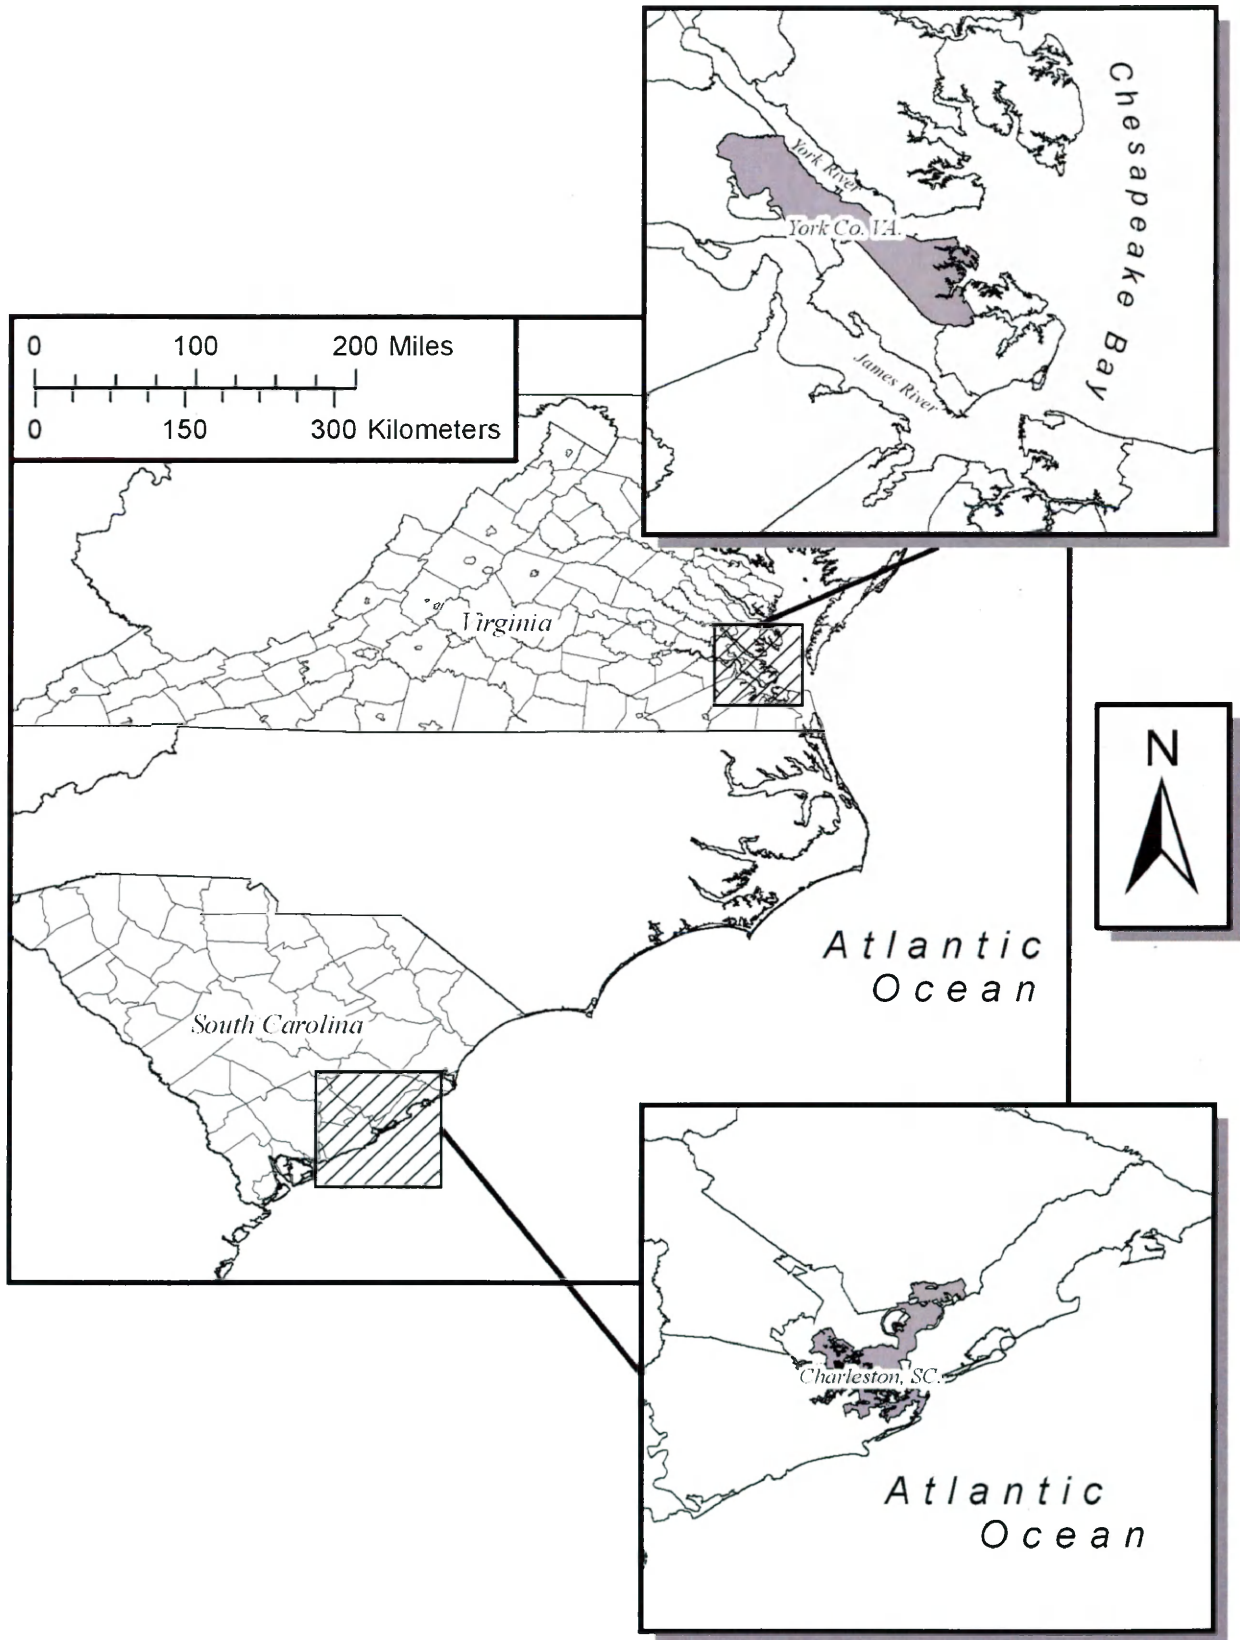 Chesapeake Bay
York River
York Co. VA.
James River
0 100 200 Miles
0 150 300 Kilometers
Virginia
N
Atlantic
Ocean
South Carolina
Charleston, SC.
Atlantic
Ocean